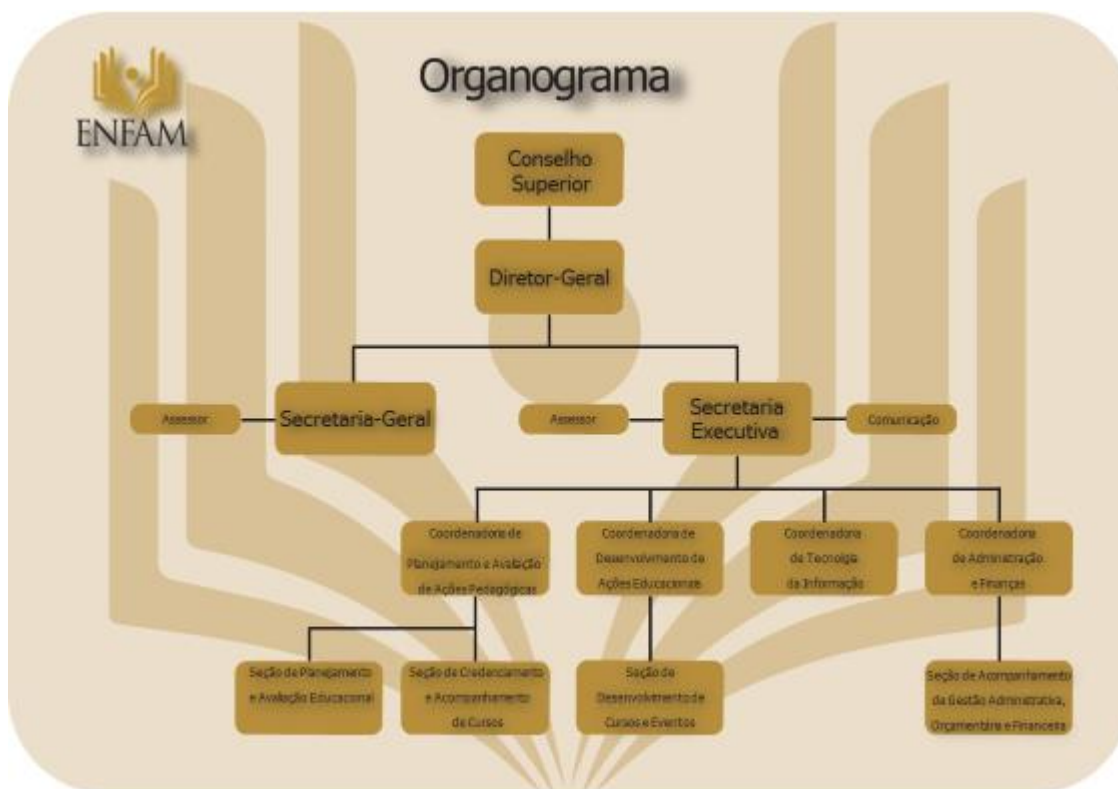 Organograma
ENFAM
Conselho
Superior
Diretor-Geral
Assessor
Secretaria-Geral
Assessor
Secretaria
Executiva
Comunicação
Coordenadoria de
Planejamento e Avaliação
de Ações Pedagógicas
Coordenadoria de
Desenvolvimento de
Ações Educacionais
Coordenadoria
de Tecnologia
da Informação
Coordenadoria
de Administração
e Finanças
Seção de Planejamento
e Avaliação Educacional
Seção de Credenciamento
e Acompanhamento
de Cursos
Seção de
Desenvolvimento de
Cursos e Eventos
Seção de Acompanhamento
da Gestão Administrativa,
Orçamentária e Financeira